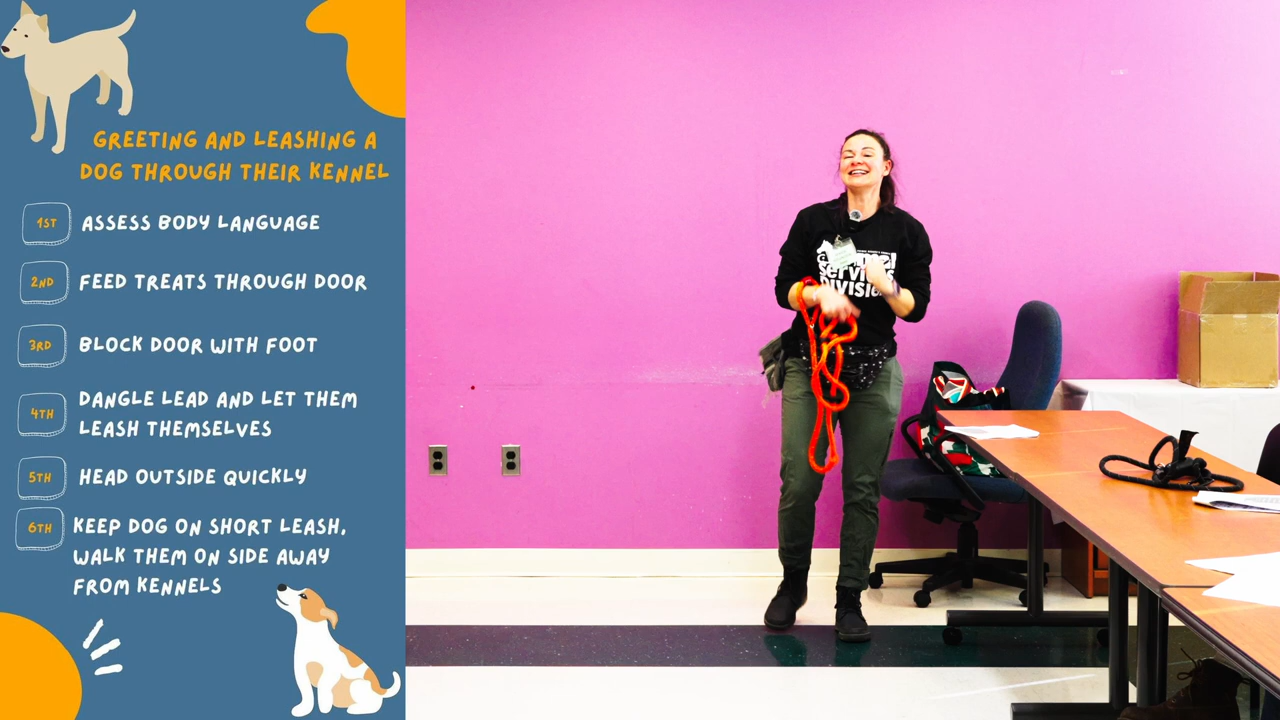 GREETING AND LEASHING A
DOG THROUGH THEIR KENNEL
1ST ASSESS BODY LANGUAGE
2ND FEED TREATS THROUGH DOOR
3RD BLOCK DOOR WITH FOOT
4TH DANGLE LEAD AND LET THEM
LEASH THEMSELVES
5TH HEAD OUTSIDE QUICKLY
6TH KEEP DOG ON SHORT LEASH,
WALK THEM ON SIDE AWAY
FROM KENNELS